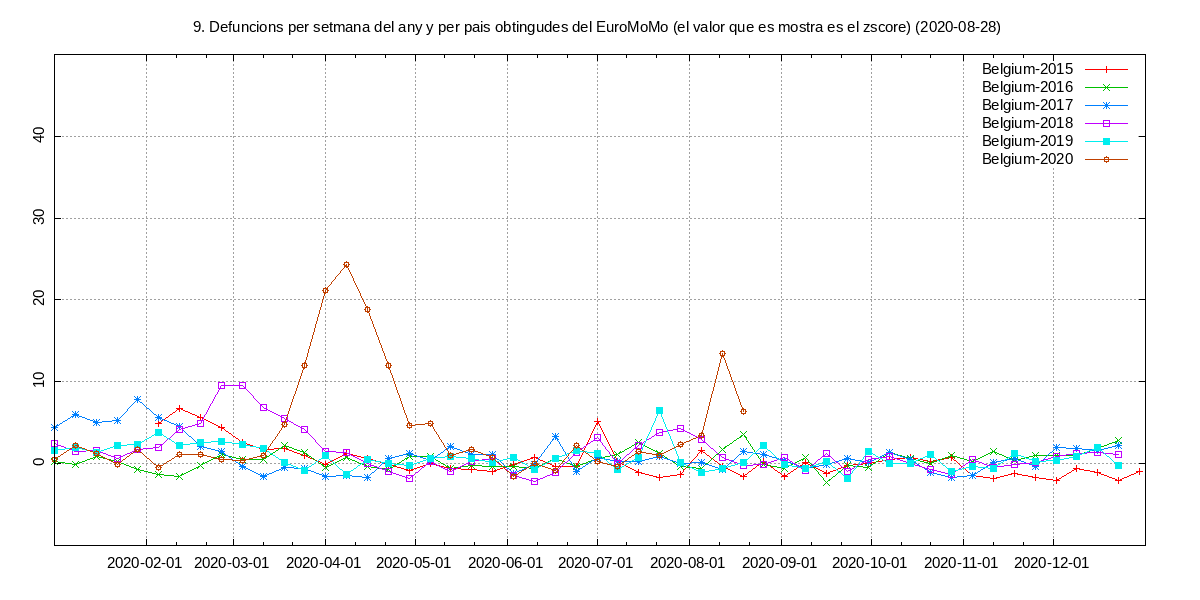 9. Defuncions per setmana del any y per pais obtingudes del EuroMoMo (el valor que es mostra es el zscore) (2020-08-28)
Belgium-2015
Belgium-2016
Belgium-2017
Belgium-2018
Belgium-2019
Belgium-2020
40
30
20
10
0
2020-02-01 2020-03-01 2020-04-01 2020-05-01 2020-06-01 2020-07-01 2020-08-01 2020-09-01 2020-10-01 2020-11-01 2020-12-01